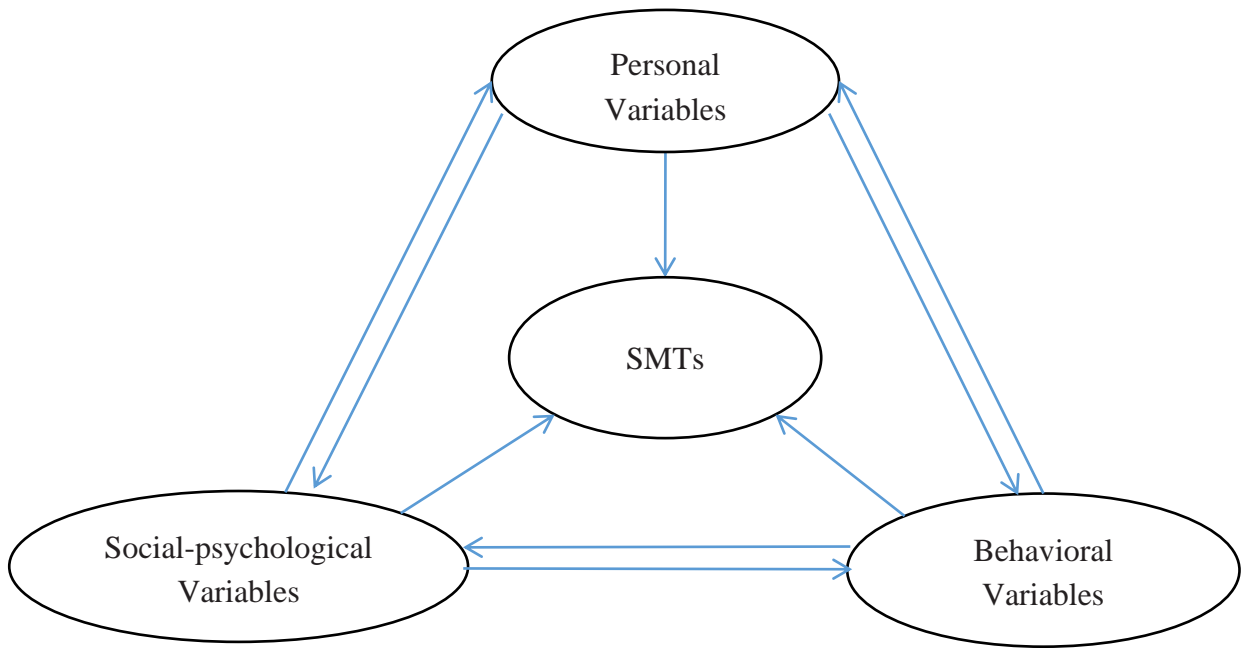 Personal
Variables
SMTs
Social-psychological
Variables
Behavioral
Variables